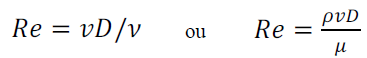 Re = vD/ν ou Re = ρvD/μ